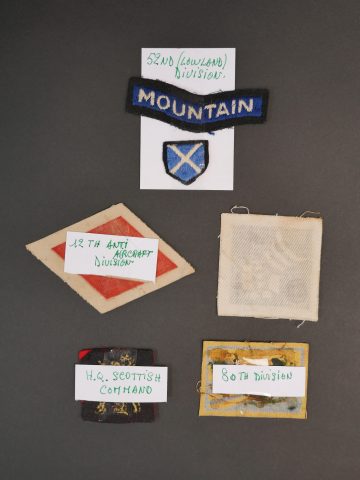 52ND (LOWLAND)
DIVISION.
MOUNTAIN
12TH ANTI
AIRCRAFT
DIVISION
H.Q. SCOTTISH
COMMAND
80TH DIVISION